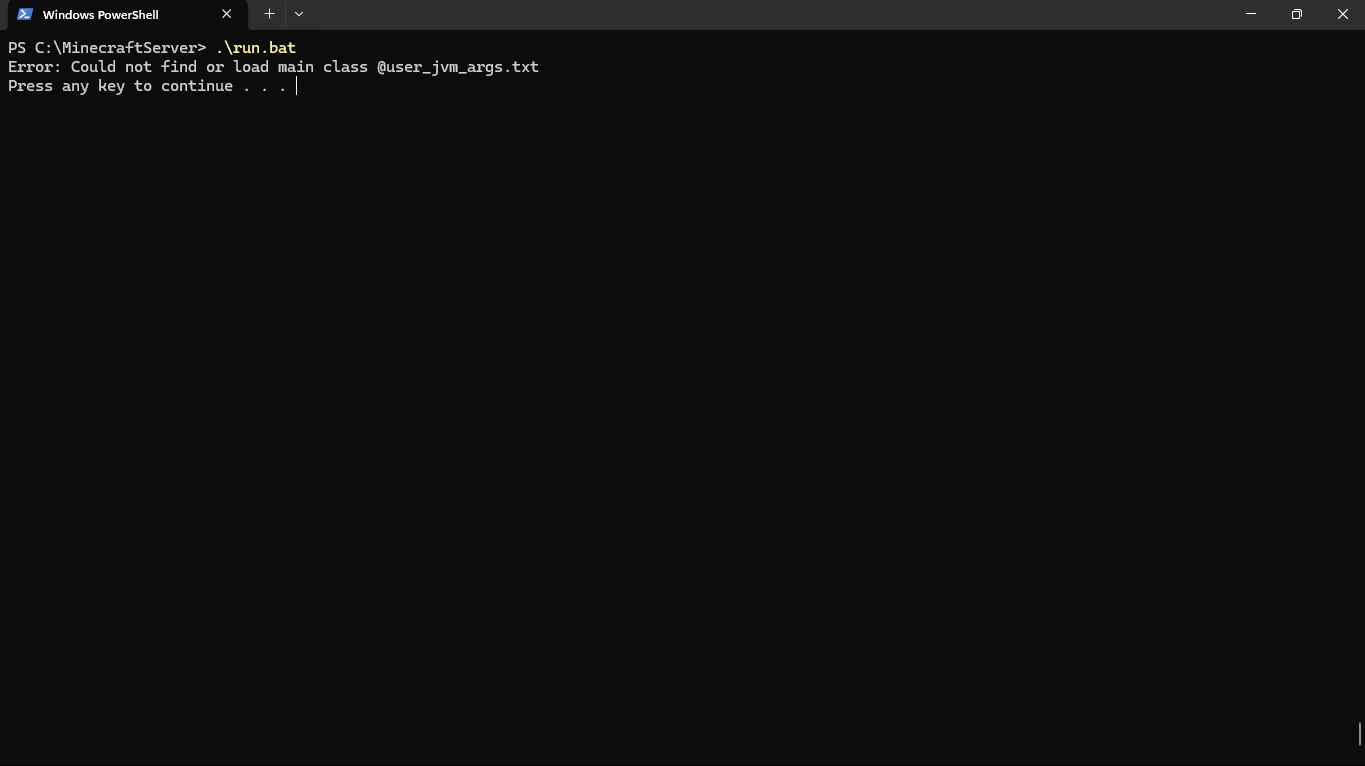 Windows PowerShell
PS C:\MinecraftServer> .\run.bat
Error: Could not find or load main class @user_jvm_args.txt
Press any key to continue . . .